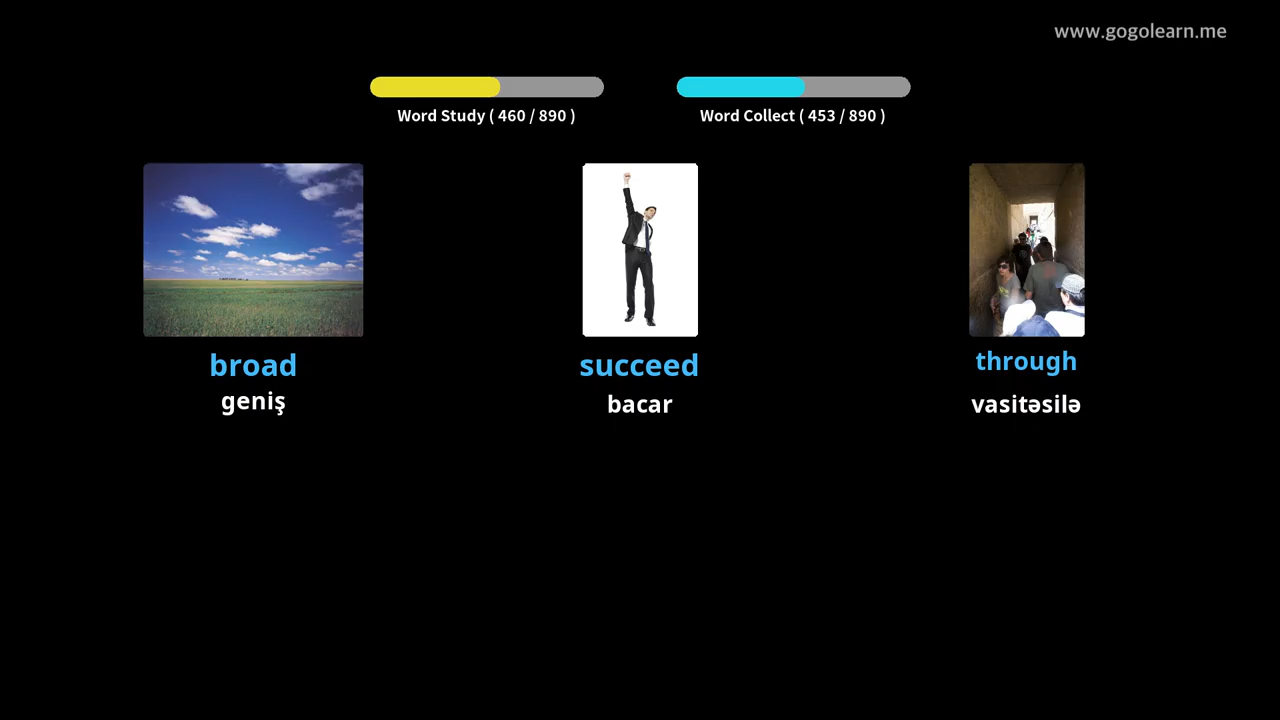 www.gogolearn.me
Word Study ( 460 / 890 )
Word Collect ( 453 / 890 )
broad
geniş
succeed
bacar
through
vasitəsilə